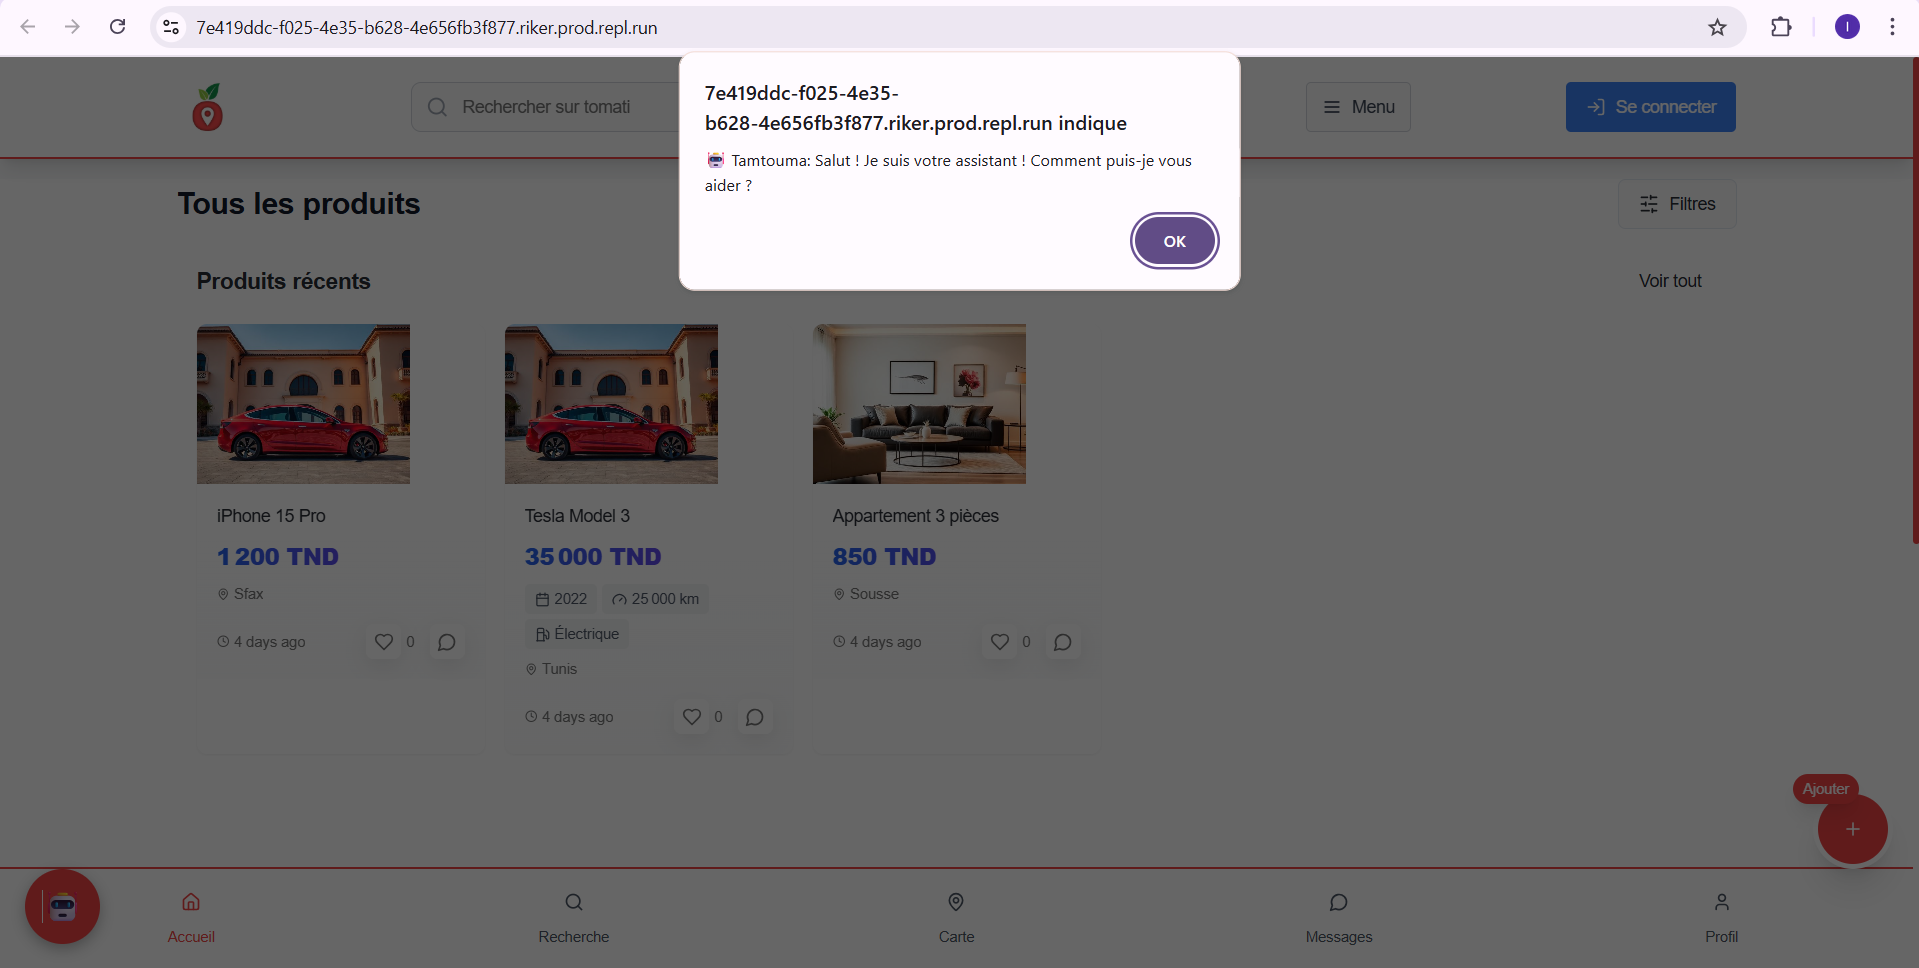 7e419ddc-f025-4e35-b628-4e656fb3f877.riker.prod.repl.run
I
7e419ddc-f025-4e35-
b628-4e656fb3f877.riker.prod.repl.run indique
🤖 Tamtouma: Salut ! Je suis votre assistant ! Comment puis-je vous
aider ?
OK
Rechercher sur tomati
Menu
Se connecter
Tous les produits
Filtres
Produits récents
Voir tout
iPhone 15 Pro
1 200 TND
Sfax
4 days ago
0
Tesla Model 3
35 000 TND
2022
25 000 km
Électrique
Tunis
4 days ago
0
Appartement 3 pièces
850 TND
Sousse
4 days ago
0
Ajouter
+
Accueil
Recherche
Carte
Messages
Profil